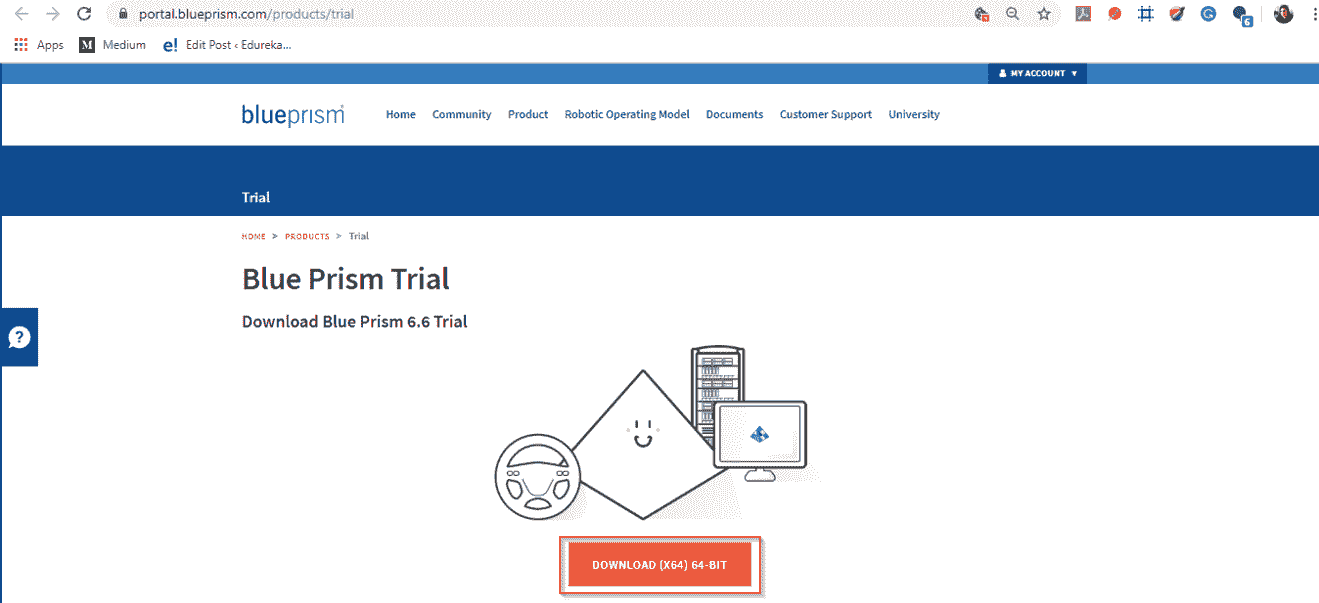 portal.blueprism.com/products/trial
6
Apps Medium Edit Post ‹ Edureka...
MY ACCOUNT
blueprism Home Community Product Robotic Operating Model Documents Customer Support University
Trial
HOME > PRODUCTS > Trial
Blue Prism Trial
Download Blue Prism 6.6 Trial
DOWNLOAD (X64) 64-BIT